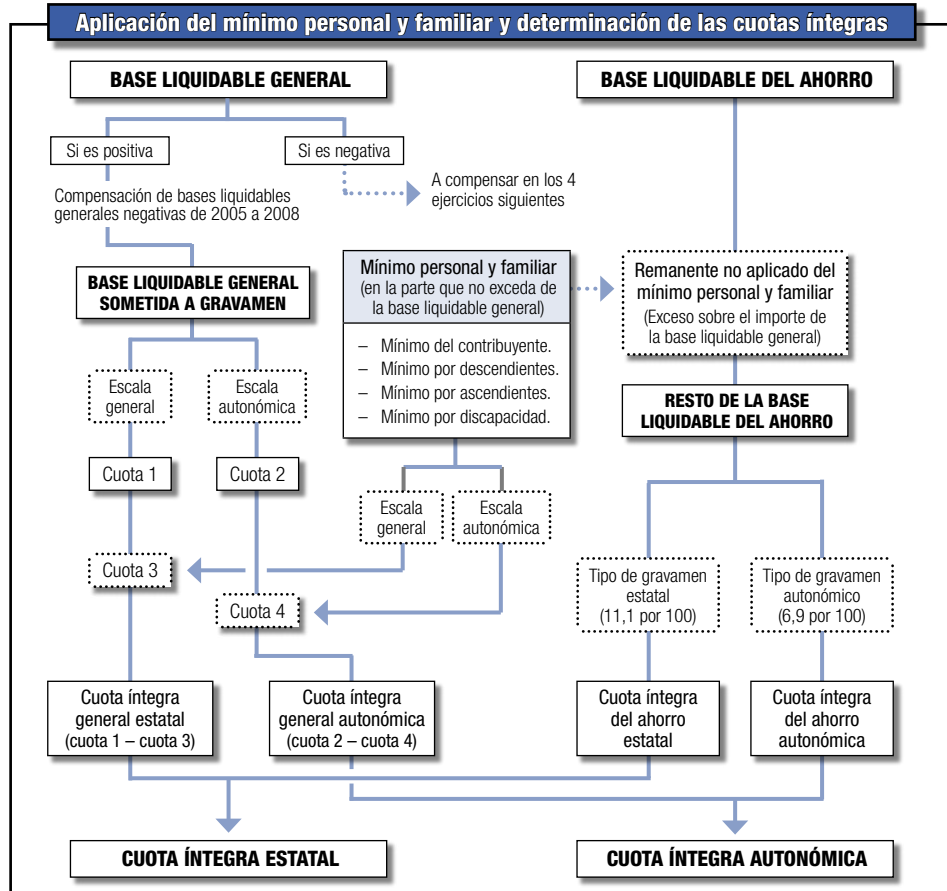 Aplicación del mínimo personal y familiar y determinación de las cuotas íntegras
BASE LIQUIDABLE GENERAL
BASE LIQUIDABLE DEL AHORRO
Si es positiva
Si es negativa
Compensación de bases liquidables
generales negativas de 2005 a 2008
A compensar en los 4
ejercicios siguientes
BASE LIQUIDABLE GENERAL
SOMETIDA A GRAVAMEN
Mínimo personal y familiar
(en la parte que no exceda de
la base liquidable general)
– Mínimo del contribuyente.
– Mínimo por descendientes.
– Mínimo por ascendientes.
– Mínimo por discapacidad.
Remanente no aplicado del
mínimo personal y familiar
(Exceso sobre el importe de
la base liquidable general)
Escala
general
Escala
autonómica
RESTO DE LA BASE
LIQUIDABLE DEL AHORRO
Cuota 1
Cuota 2
Escala
general
Escala
autonómica
Cuota 3
Cuota 4
Tipo de gravamen
estatal
(11,1 por 100)
Tipo de gravamen
autonómico
(6,9 por 100)
Cuota íntegra
general estatal
(cuota 1 – cuota 3)
Cuota íntegra
general autonómica
(cuota 2 – cuota 4)
Cuota íntegra
del ahorro
estatal
Cuota íntegra
del ahorro
autonómica
CUOTA ÍNTEGRA ESTATAL
CUOTA ÍNTEGRA AUTONÓMICA